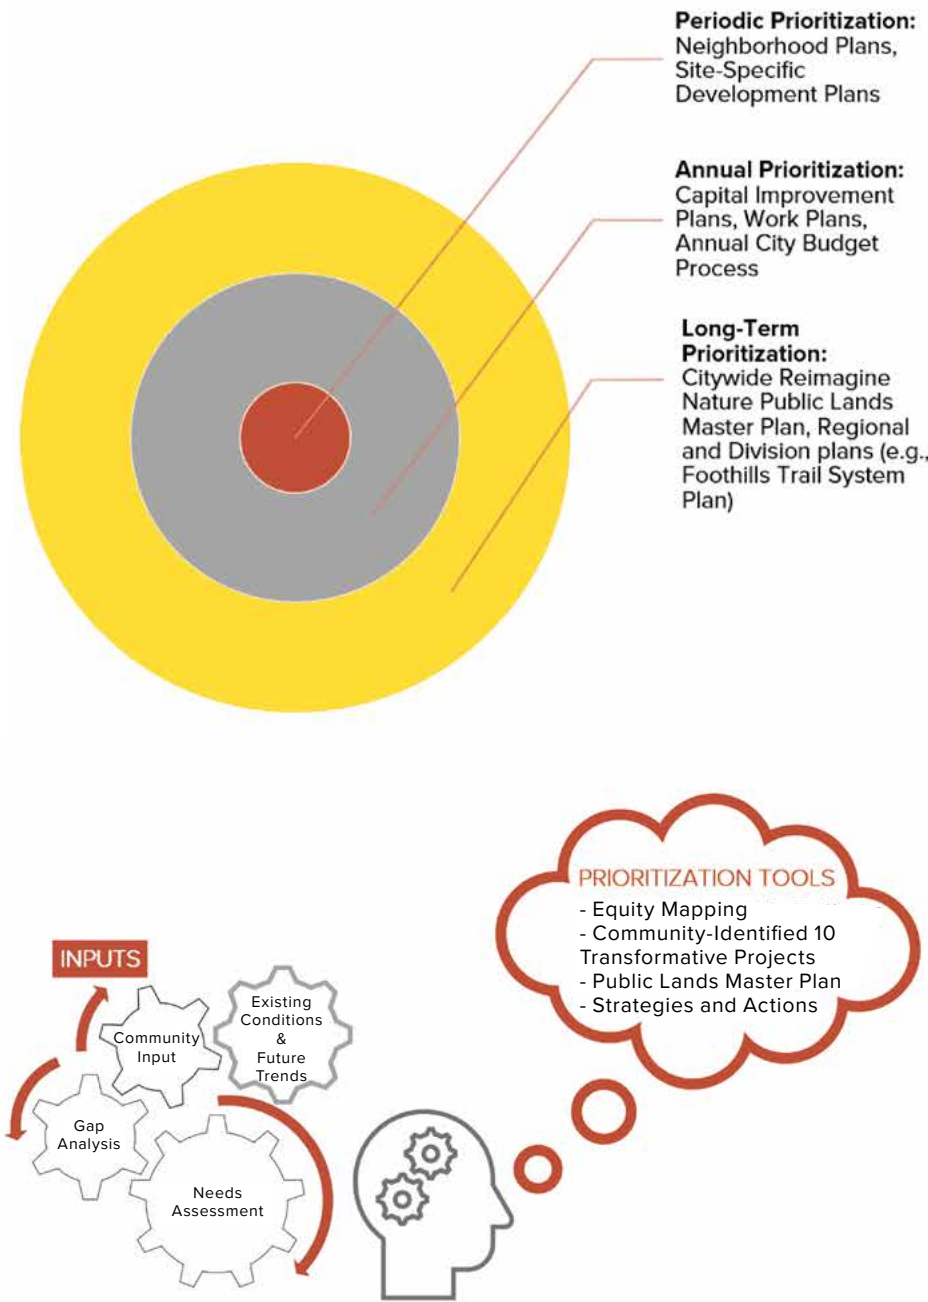 Periodic Prioritization:
Neighborhood Plans,
Site-Specific
Development Plans
Annual Prioritization:
Capital Improvement
Plans, Work Plans,
Annual City Budget
Process
Long-Term
Prioritization:
Citywide Reimagine
Nature Public Lands
Master Plan, Regional
and Division plans (e.g.,
Foothills Trail System
Plan)
PRIORITIZATION TOOLS
- Equity Mapping
- Community-Identified 10
Transformative Projects
- Public Lands Master Plan
- Strategies and Actions
INPUTS
Community
Input
Existing
Conditions
&
Future
Trends
Gap
Analysis
Needs
Assessment